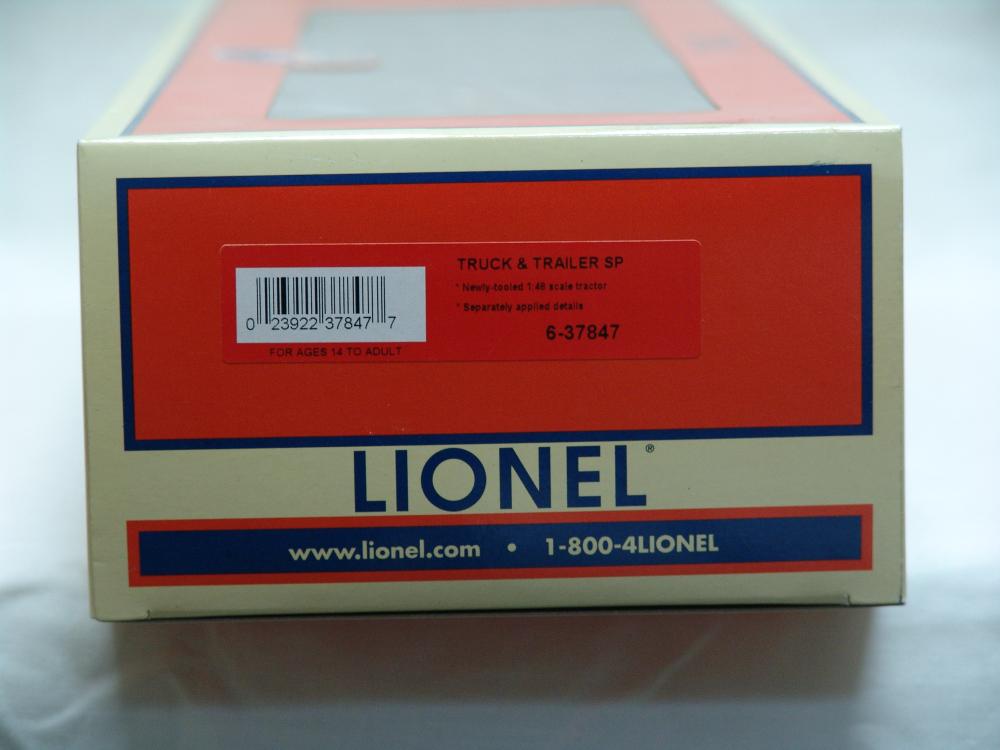 TRUCK & TRAILER SP
* Newly-tooled 1:48 scale tractor
* Separately applied details
6-37847
0 23922 37847 7
FOR AGES 14 TO ADULT
LIONEL®
www.lionel.com • 1-800-4LIONEL